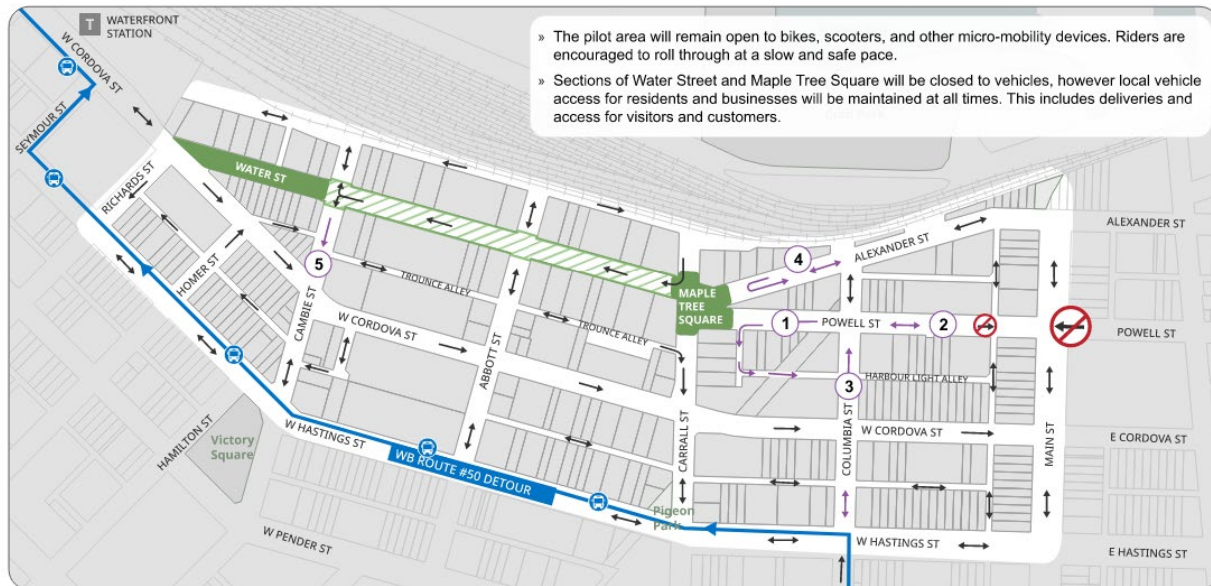 T WATERFRONT
STATION
» The pilot area will remain open to bikes, scooters, and other micro-mobility devices. Riders are
encouraged to roll through at a slow and safe pace.
» Sections of Water Street and Maple Tree Square will be closed to vehicles, however local vehicle
access for residents and businesses will be maintained at all times. This includes deliveries and
access for visitors and customers.
W CORDOVA ST
SEYMOUR ST
WATER ST
RICHARDS ST
ALEXANDER ST
ALEXANDER ST
4
5
HOMER ST
TROUNCE ALLEY
MAPLE
TREE
SQUARE
1
POWELL ST
2
POWELL ST
CAMBIE ST
W CORDOVA ST
TROUNCE ALLEY
ABBOTT ST
HARBOUR LIGHT ALLEY
3
HAMILTON ST
Victory
Square
W HASTINGS ST
CARRALL ST
COLUMBIA ST
W CORDOVA ST
MAIN ST
E CORDOVA ST
WB ROUTE #50 DETOUR
Pigeon
Park
W PENDER ST
W HASTINGS ST
E HASTINGS ST